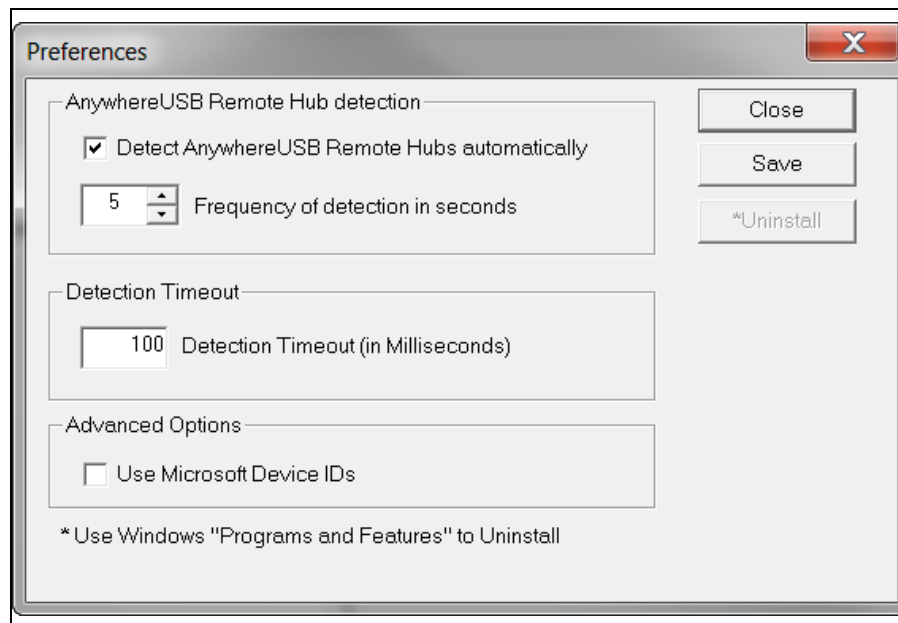 Preferences
AnywhereUSB Remote Hub detection
Detect AnywhereUSB Remote Hubs automatically
5 Frequency of detection in seconds
Close
Save
*Uninstall
Detection Timeout
100 Detection Timeout (in Milliseconds)
Advanced Options
Use Microsoft Device IDs
* Use Windows "Programs and Features" to Uninstall